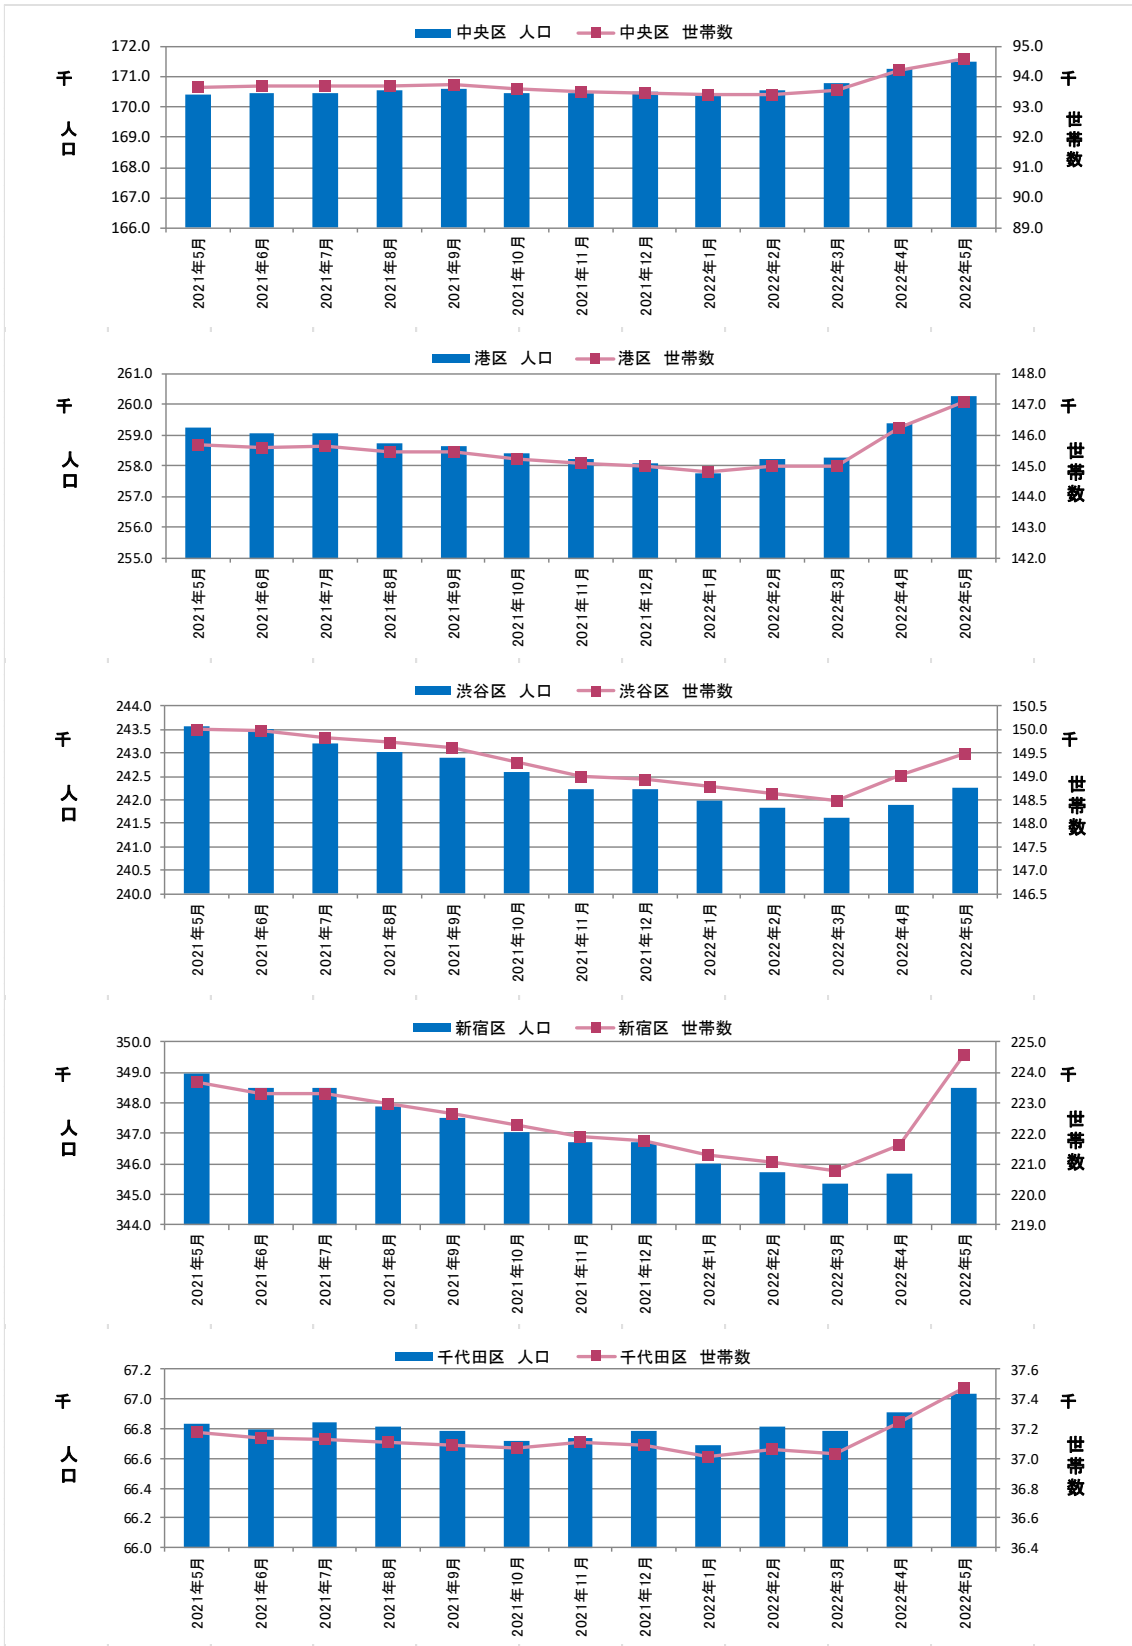 中央区　人口　中央区　世帯数
千人口
172.0
171.0
170.0
169.0
168.0
167.0
166.0
95.0
94.0
93.0
92.0
91.0
90.0
89.0
千世帯数
2021年5月
2021年6月
2021年7月
2021年8月
2021年9月
2021年10月
2021年11月
2021年12月
2022年1月
2022年2月
2022年3月
2022年4月
2022年5月
港区　人口　港区　世帯数
千人口
261.0
260.0
259.0
258.0
257.0
256.0
255.0
148.0
147.0
146.0
145.0
144.0
143.0
142.0
千世帯数
2021年5月
2021年6月
2021年7月
2021年8月
2021年9月
2021年10月
2021年11月
2021年12月
2022年1月
2022年2月
2022年3月
2022年4月
2022年5月
渋谷区　人口　渋谷区　世帯数
千人口
244.0
243.5
243.0
242.5
242.0
241.5
241.0
240.5
240.0
150.5
150.0
149.5
149.0
148.5
148.0
147.5
147.0
146.5
千世帯数
2021年5月
2021年6月
2021年7月
2021年8月
2021年9月
2021年10月
2021年11月
2021年12月
2022年1月
2022年2月
2022年3月
2022年4月
2022年5月
新宿区　人口　新宿区　世帯数
千人口
350.0
349.0
348.0
347.0
346.0
345.0
344.0
225.0
224.0
223.0
222.0
221.0
220.0
219.0
千世帯数
2021年5月
2021年6月
2021年7月
2021年8月
2021年9月
2021年10月
2021年11月
2021年12月
2022年1月
2022年2月
2022年3月
2022年4月
2022年5月
千代田区　人口　千代田区　世帯数
千人口
67.2
67.0
66.8
66.6
66.4
66.2
66.0
37.6
37.4
37.2
37.0
36.8
36.6
36.4
千世帯数
2021年5月
2021年6月
2021年7月
2021年8月
2021年9月
2021年10月
2021年11月
2021年12月
2022年1月
2022年2月
2022年3月
2022年4月
2022年5月